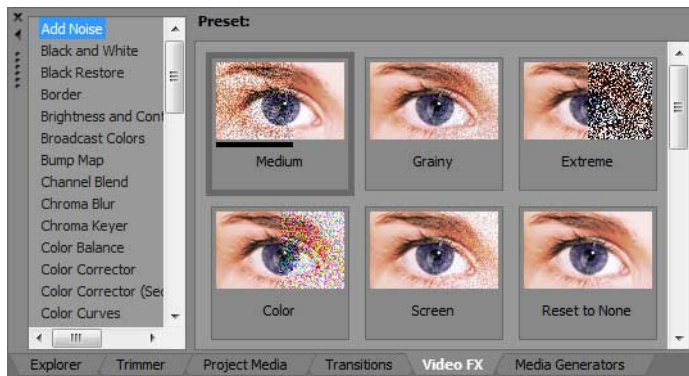 Preset:
Add Noise
Black and White
Black Restore
Border
Brightness and Cont
Broadcast Colors
Bump Map
Channel Blend
Chroma Blur
Chroma Keyer
Color Balance
Color Corrector
Color Corrector (Sec
Color Curves
Medium
Grainy
Extreme
Color
Screen
Reset to None
Explorer
Trimmer
Project Media
Transitions
Video FX
Media Generators